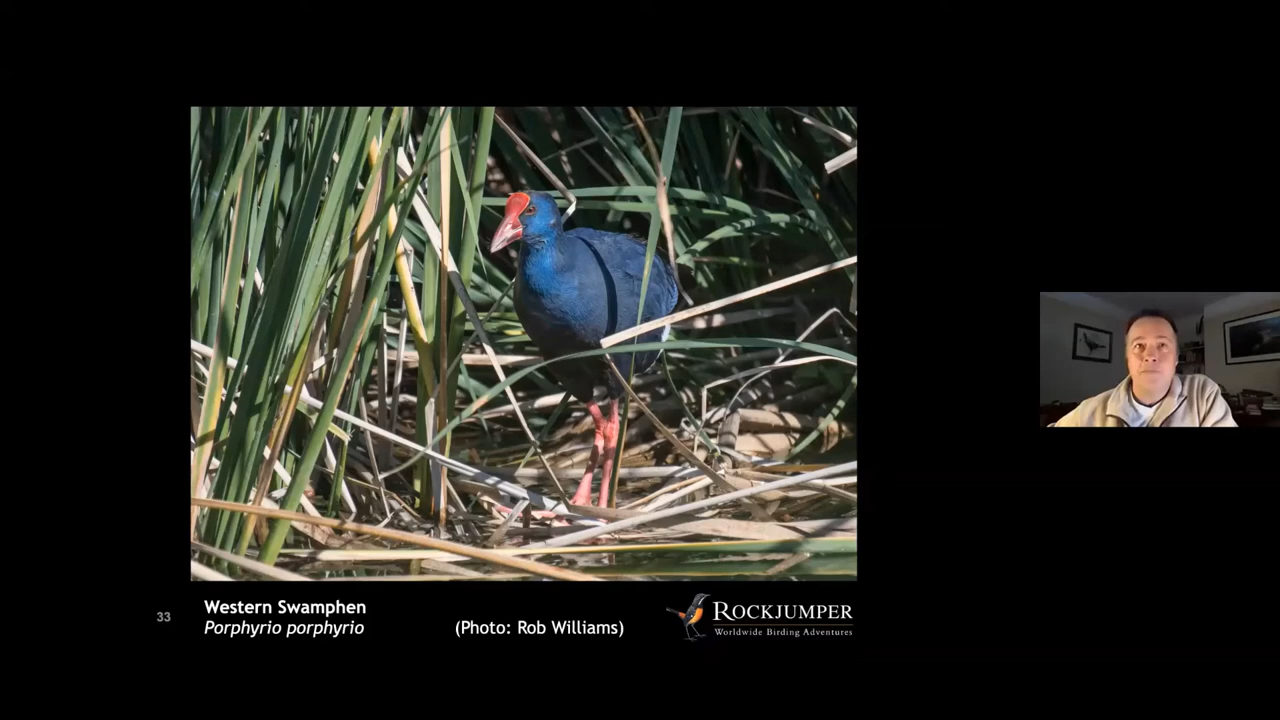 33
Western Swamphen
Porphyrio porphyrio
(Photo: Rob Williams)
ROCKJUMPER
Worldwide Birding Adventures